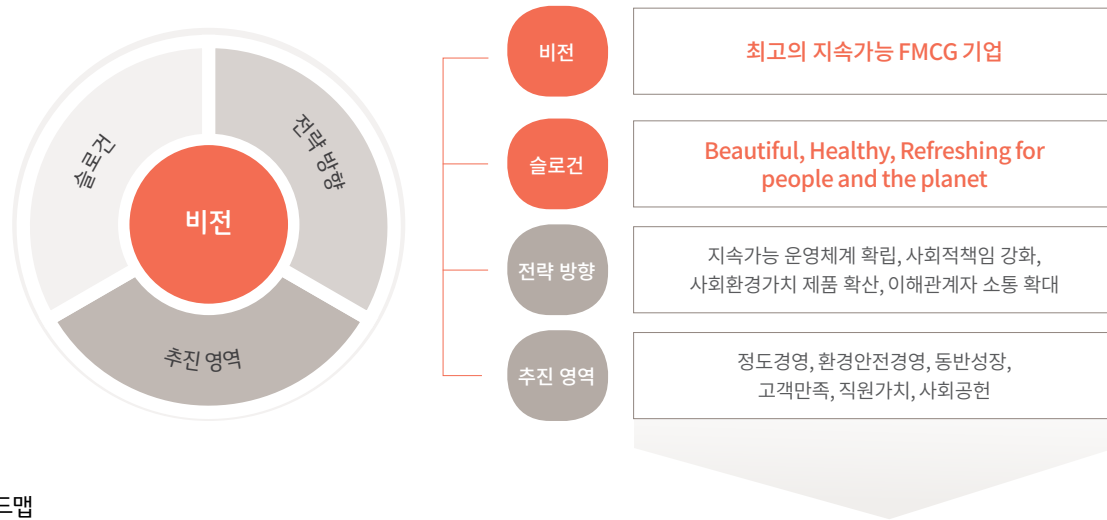 슬로건
전략 방향
비전
추진 영역
비전
최고의 지속가능 FMCG 기업
슬로건
Beautiful, Healthy, Refreshing for
people and the planet
전략 방향
지속가능 운영체계 확립, 사회적책임 강화,
사회환경가치 제품 확산, 이해관계자 소통 확대
추진 영역
정도경영, 환경안전경영, 동반성장,
고객만족, 직원가치, 사회공헌
드맵